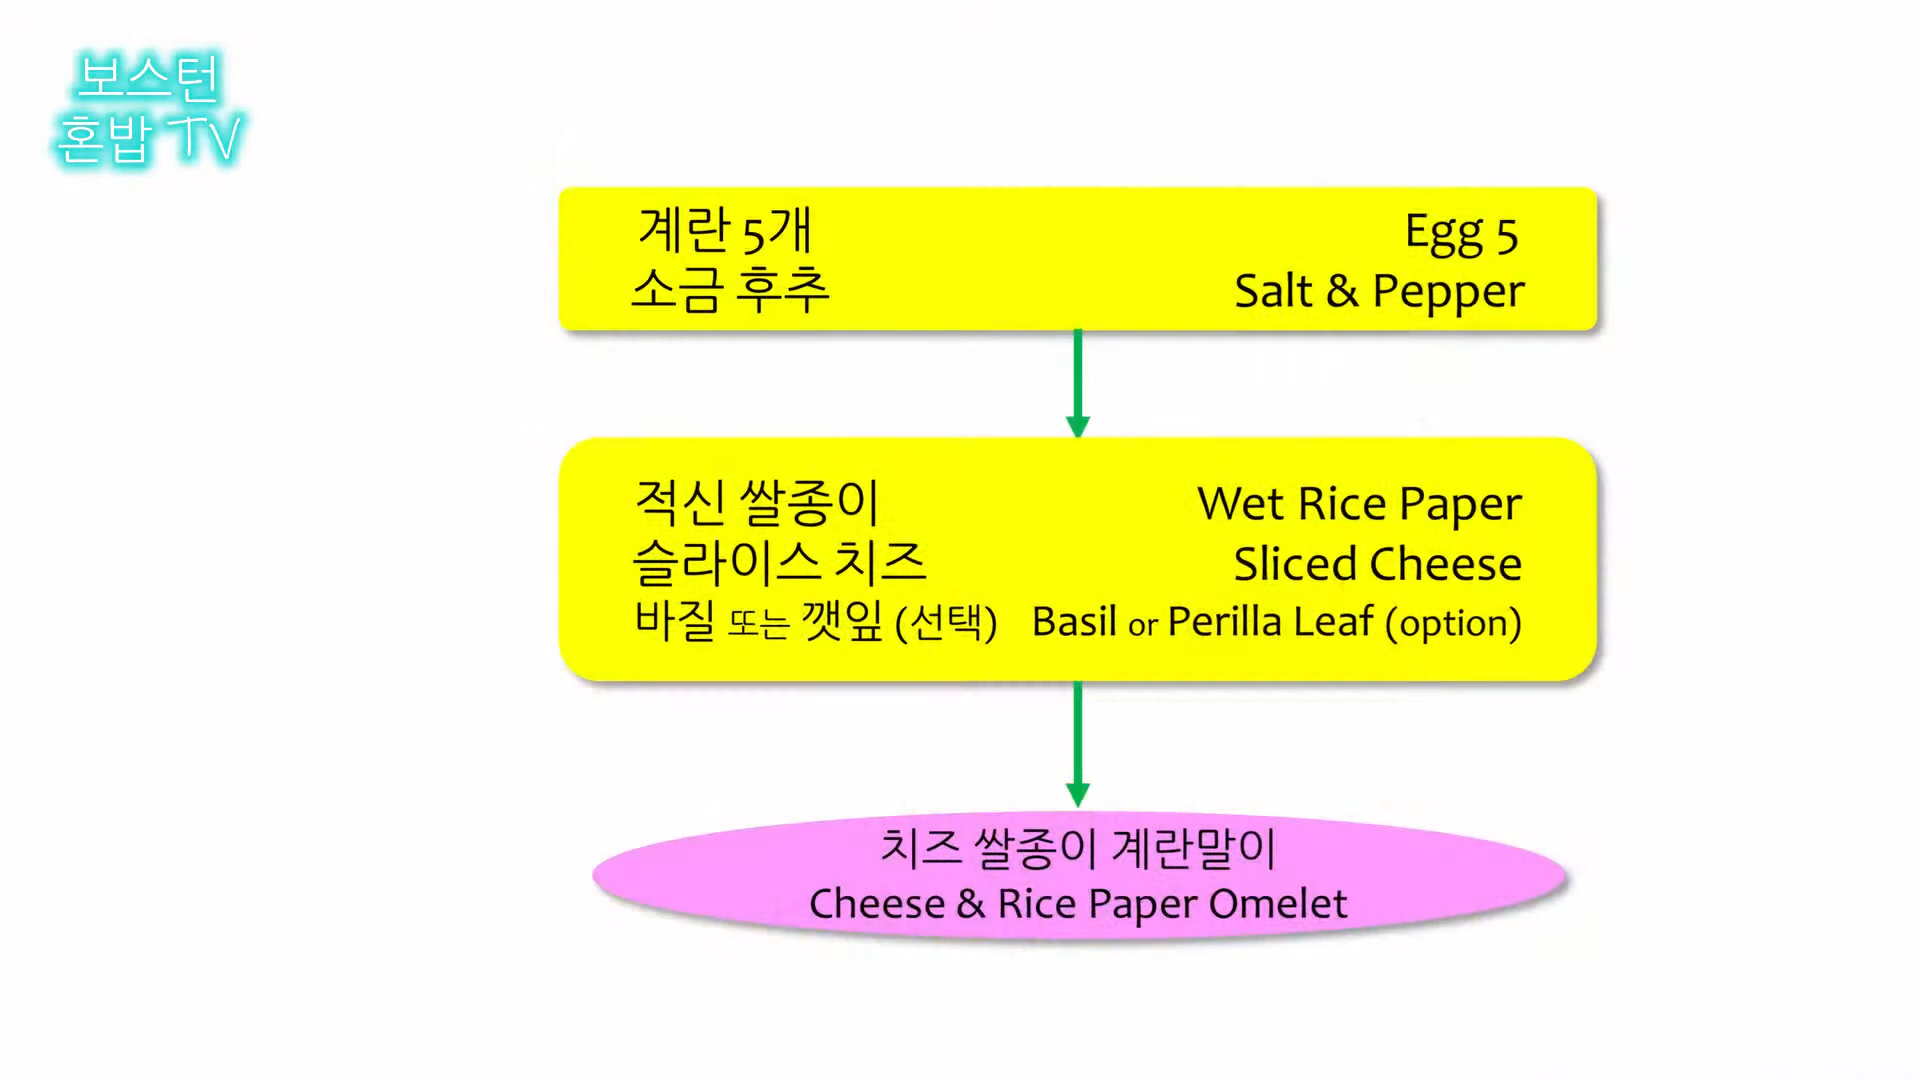 보스턴
혼밥 TV
계란 5개 Egg 5
소금 후추 Salt & Pepper
적신 쌀종이 Wet Rice Paper
슬라이스 치즈 Sliced Cheese
바질 또는 깻잎 (선택) Basil or Perilla Leaf (option)
치즈 쌀종이 계란말이
Cheese & Rice Paper Omelet